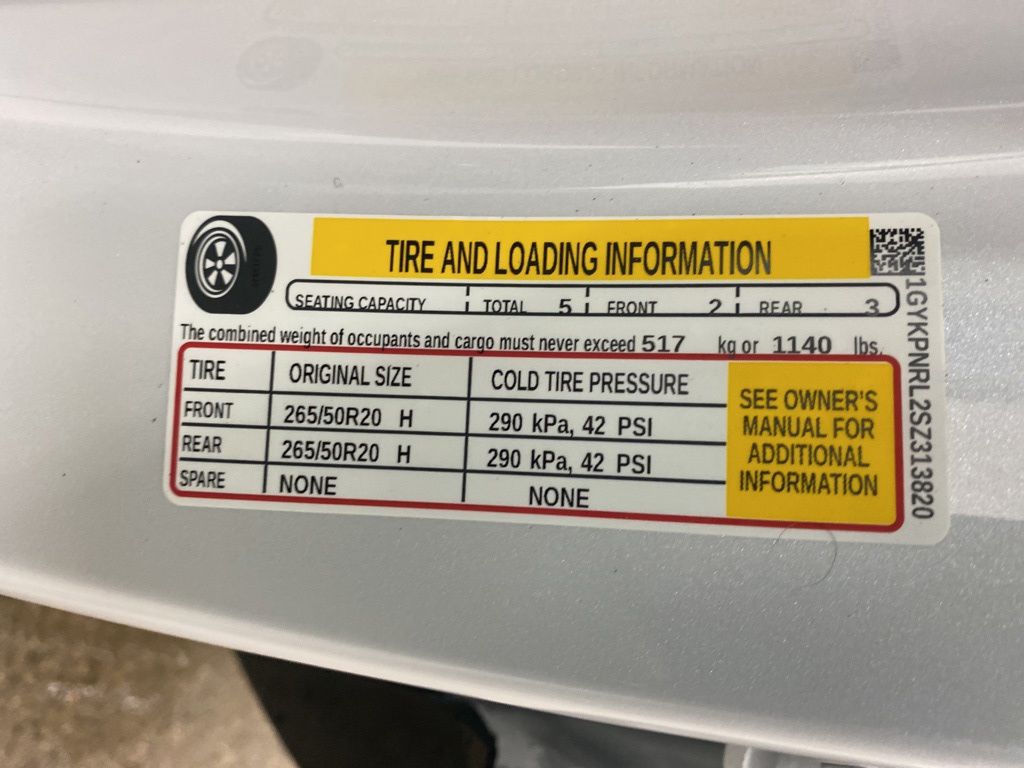 TIRE AND LOADING INFORMATION
SEATING CAPACITY TOTAL 5 FRONT 2 REAR 3
The combined weight of occupants and cargo must never exceed 517 kg or 1140 lbs.
TIRE ORIGINAL SIZE COLD TIRE PRESSURE
FRONT 265/50R20 H 290 kPa, 42 PSI
REAR 265/50R20 H 290 kPa, 42 PSI
SPARE NONE NONE
SEE OWNER'S
MANUAL FOR
ADDITIONAL
INFORMATION
1GYKPNRL2SZ313820